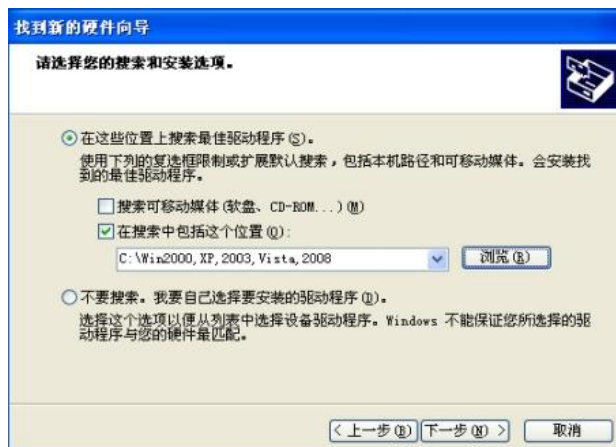 找到新的硬件向导
请选择您的搜索和安装选项。
在这些位置上搜索最佳驱动程序(S)。
使用下列的复选框限制或扩展默认搜索，包括本机路径和可移动媒体。会安装找
到的最佳驱动程序。
搜索可移动媒体(软盘、CD-ROM...)(M)
在搜索中包括这个位置(O):
C:\Win2000,XP,2003,Vista,2008
浏览(R)
不要搜索。我要自己选择要安装的驱动程序(D)。
选择这个选项以便从列表中选择设备驱动程序。Windows 不能保证您所选择的驱
动程序与您的硬件最匹配。
< 上一步(B) 下一步(N) > 取消